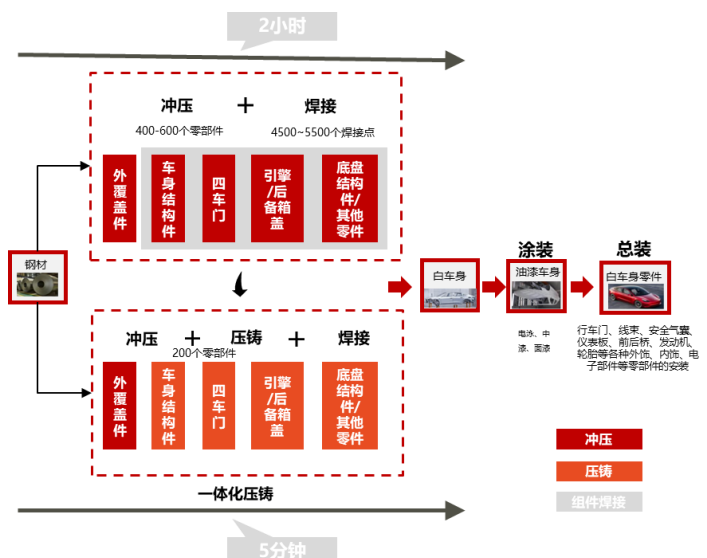 2小时
冲压 + 焊接
400-600个零部件 4500~5500个焊接点
外
覆
盖
件
车
身
结
构
件
四
车
门
引擎
/后
备箱
盖
底盘
结构
件/
其他
零件
钢材
白车身
涂装
油漆车身
总装
白车身零件
电泳、中
漆、面漆
行车门、线束、安全气囊、
仪表板、前后桥、发动机、
轮胎等各种外饰、内饰、电
子部件等零部件的安装
冲压 + 压铸 + 焊接
200个零部件
外
覆
盖
件
车
身
结
构
件
四
车
门
引擎
/后
备箱
盖
底盘
结构
件/
其他
零件
一体化压铸
5分钟
冲压
压铸
组件焊接